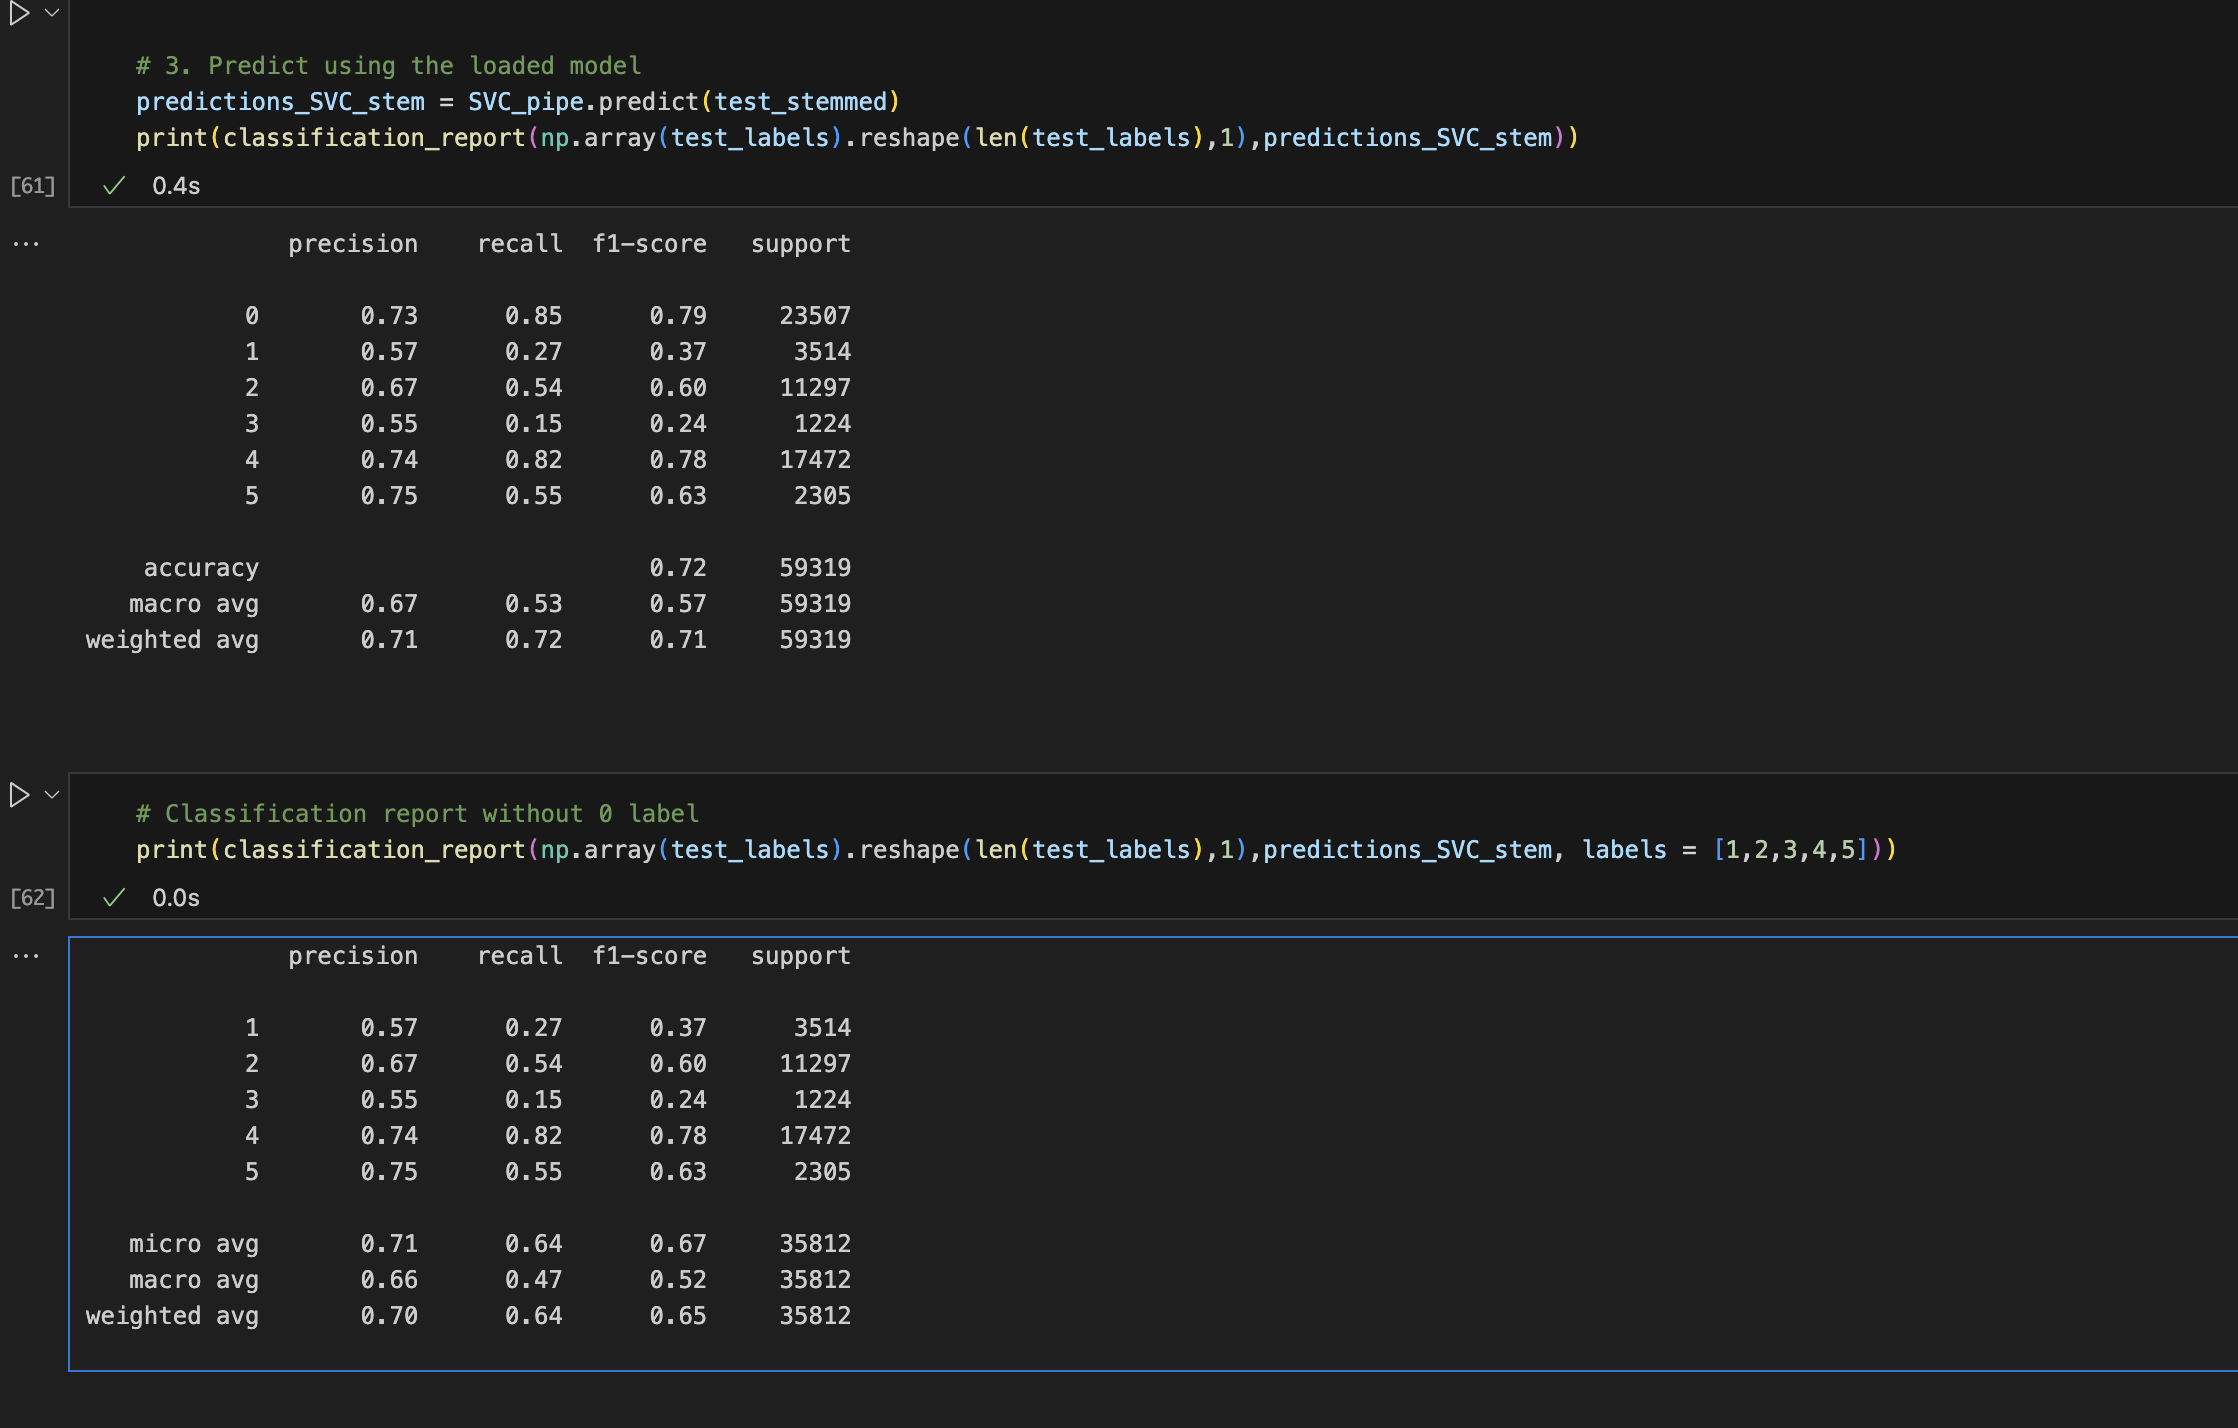 # 3. Predict using the loaded model
predictions_SVC_stem = SVC_pipe.predict(test_stemmed)
print(classification_report(np.array(test_labels).reshape(len(test_labels),1),predictions_SVC_stem))
[61] ✓ 0.4s
... precision recall f1-score support
0 0.73 0.85 0.79 23507
1 0.57 0.27 0.37 3514
2 0.67 0.54 0.60 11297
3 0.55 0.15 0.24 1224
4 0.74 0.82 0.78 17472
5 0.75 0.55 0.63 2305
accuracy 0.72 59319
macro avg 0.67 0.53 0.57 59319
weighted avg 0.71 0.72 0.71 59319
# Classification report without 0 label
print(classification_report(np.array(test_labels).reshape(len(test_labels),1),predictions_SVC_stem, labels = [1,2,3,4,5]))
[62] ✓ 0.0s
... precision recall f1-score support
1 0.57 0.27 0.37 3514
2 0.67 0.54 0.60 11297
3 0.55 0.15 0.24 1224
4 0.74 0.82 0.78 17472
5 0.75 0.55 0.63 2305
micro avg 0.71 0.64 0.67 35812
macro avg 0.66 0.47 0.52 35812
weighted avg 0.70 0.64 0.65 35812